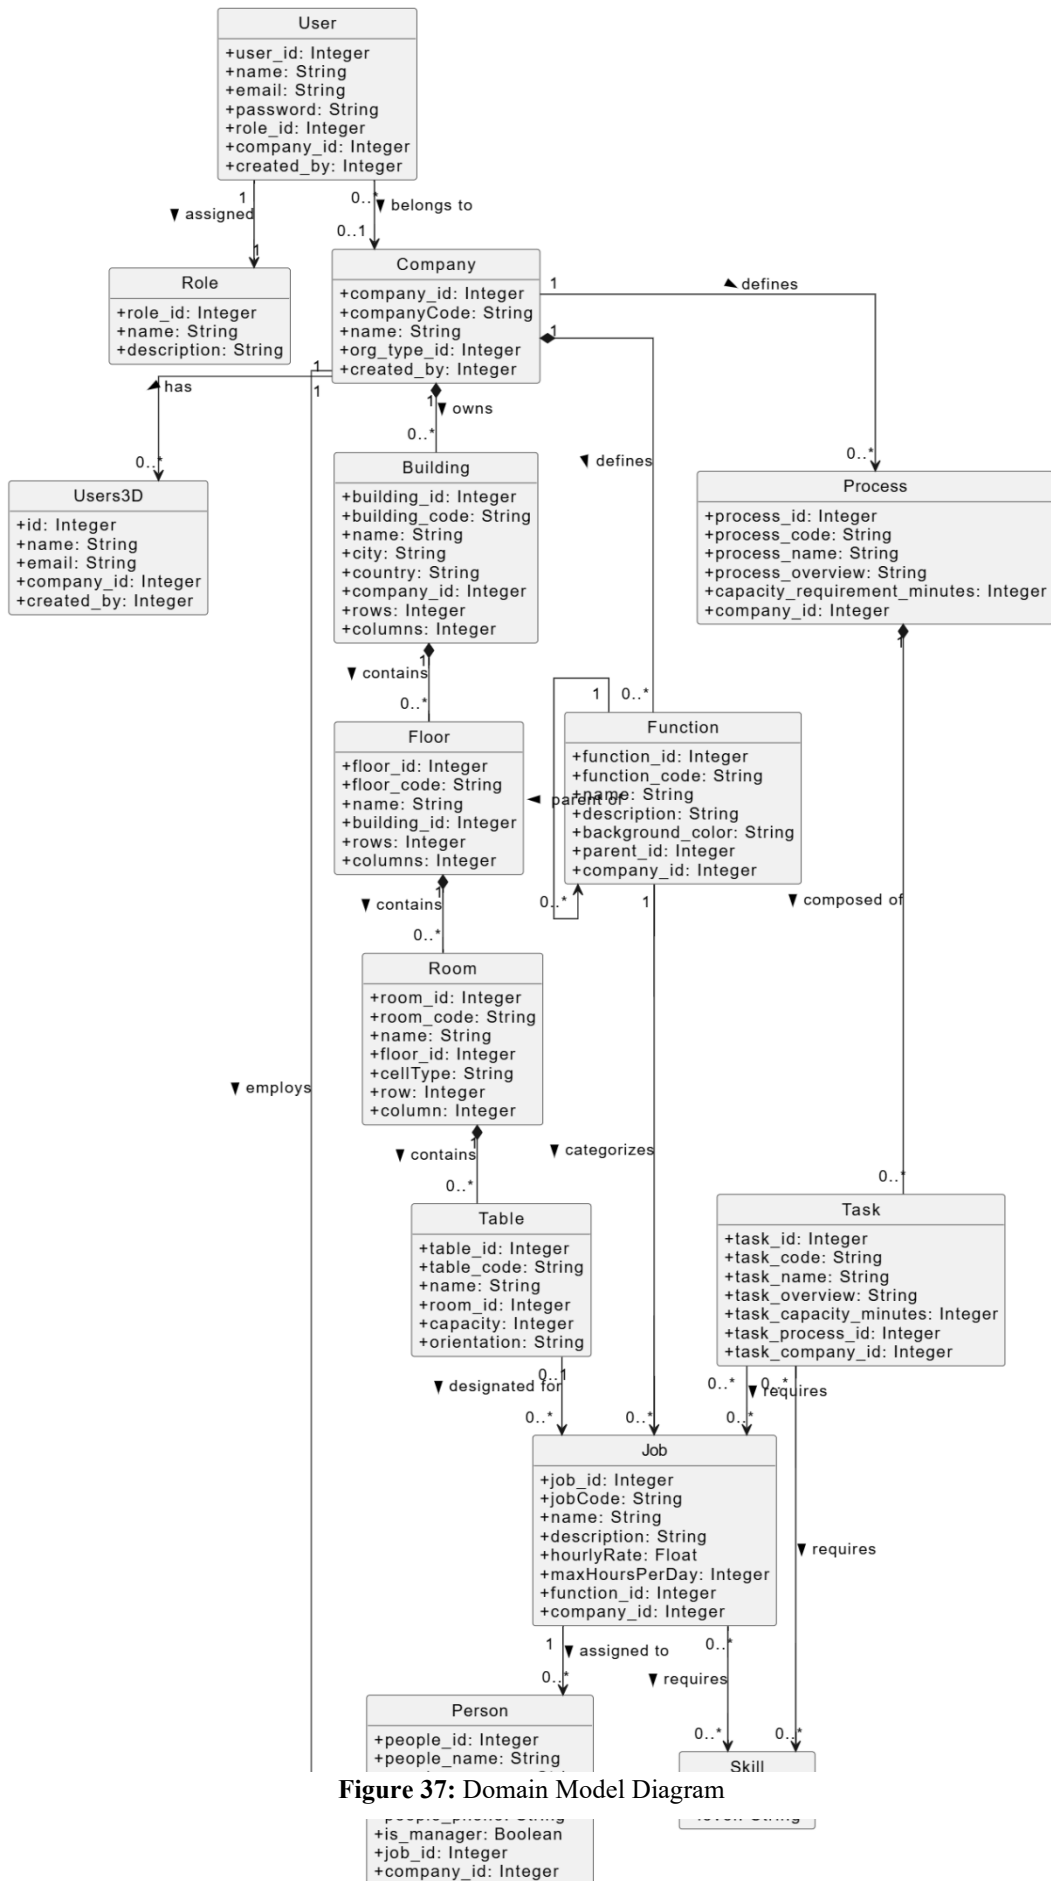 User
+user_id: Integer
+name: String
+email: String
+password: String
+role_id: Integer
+company_id: Integer
+created_by: Integer
1
0..*
▼ assigned
▼ belongs to
0..1
1
Role
+role_id: Integer
+name: String
+description: String
Company
+company_id: Integer
+companyCode: String
+name: String
+org_type_id: Integer
+created_by: Integer
1
◢ defines
1
1
1
◢ has
1
▼ owns
0..*
0..*
◥ defines
0..*
Users3D
+id: Integer
+name: String
+email: String
+company_id: Integer
+created_by: Integer
Building
+building_id: Integer
+building_code: String
+name: String
+city: String
+country: String
+company_id: Integer
+rows: Integer
+columns: Integer
Process
+process_id: Integer
+process_code: String
+process_name: String
+process_overview: String
+capacity_requirement_minutes: Integer
+company_id: Integer
1
▼ contains
0..*
1
0..*
1
Floor
+floor_id: Integer
+floor_code: String
+name: String
+building_id: Integer
+rows: Integer
+columns: Integer
◄ parent of
Function
+function_id: Integer
+function_code: String
+name: String
+description: String
+background_color: String
+parent_id: Integer
+company_id: Integer
1
▼ contains
0..*
0..*
1
▼ composed of
Room
+room_id: Integer
+room_code: String
+name: String
+floor_id: Integer
+cellType: String
+row: Integer
+column: Integer
▼ employs
1
▼ contains
0..*
▼ categorizes
0..*
Table
+table_id: Integer
+table_code: String
+name: String
+room_id: Integer
+capacity: Integer
+orientation: String
Task
+task_id: Integer
+task_code: String
+task_name: String
+task_overview: String
+task_capacity_minutes: Integer
+task_process_id: Integer
+task_company_id: Integer
0..1
▼ designated for
0..*
0..*
0..*
0..*
▼ requires
0..*
Job
+job_id: Integer
+jobCode: String
+name: String
+description: String
+hourlyRate: Float
+maxHoursPerDay: Integer
+function_id: Integer
+company_id: Integer
▼ requires
1
▼ assigned to
0..*
0..*
▼ requires
0..*
0..*
Person
+people_id: Integer
+people_name: String
Skill
Figure 37: Domain Model Diagram
+is_manager: Boolean
+job_id: Integer
+company_id: Integer